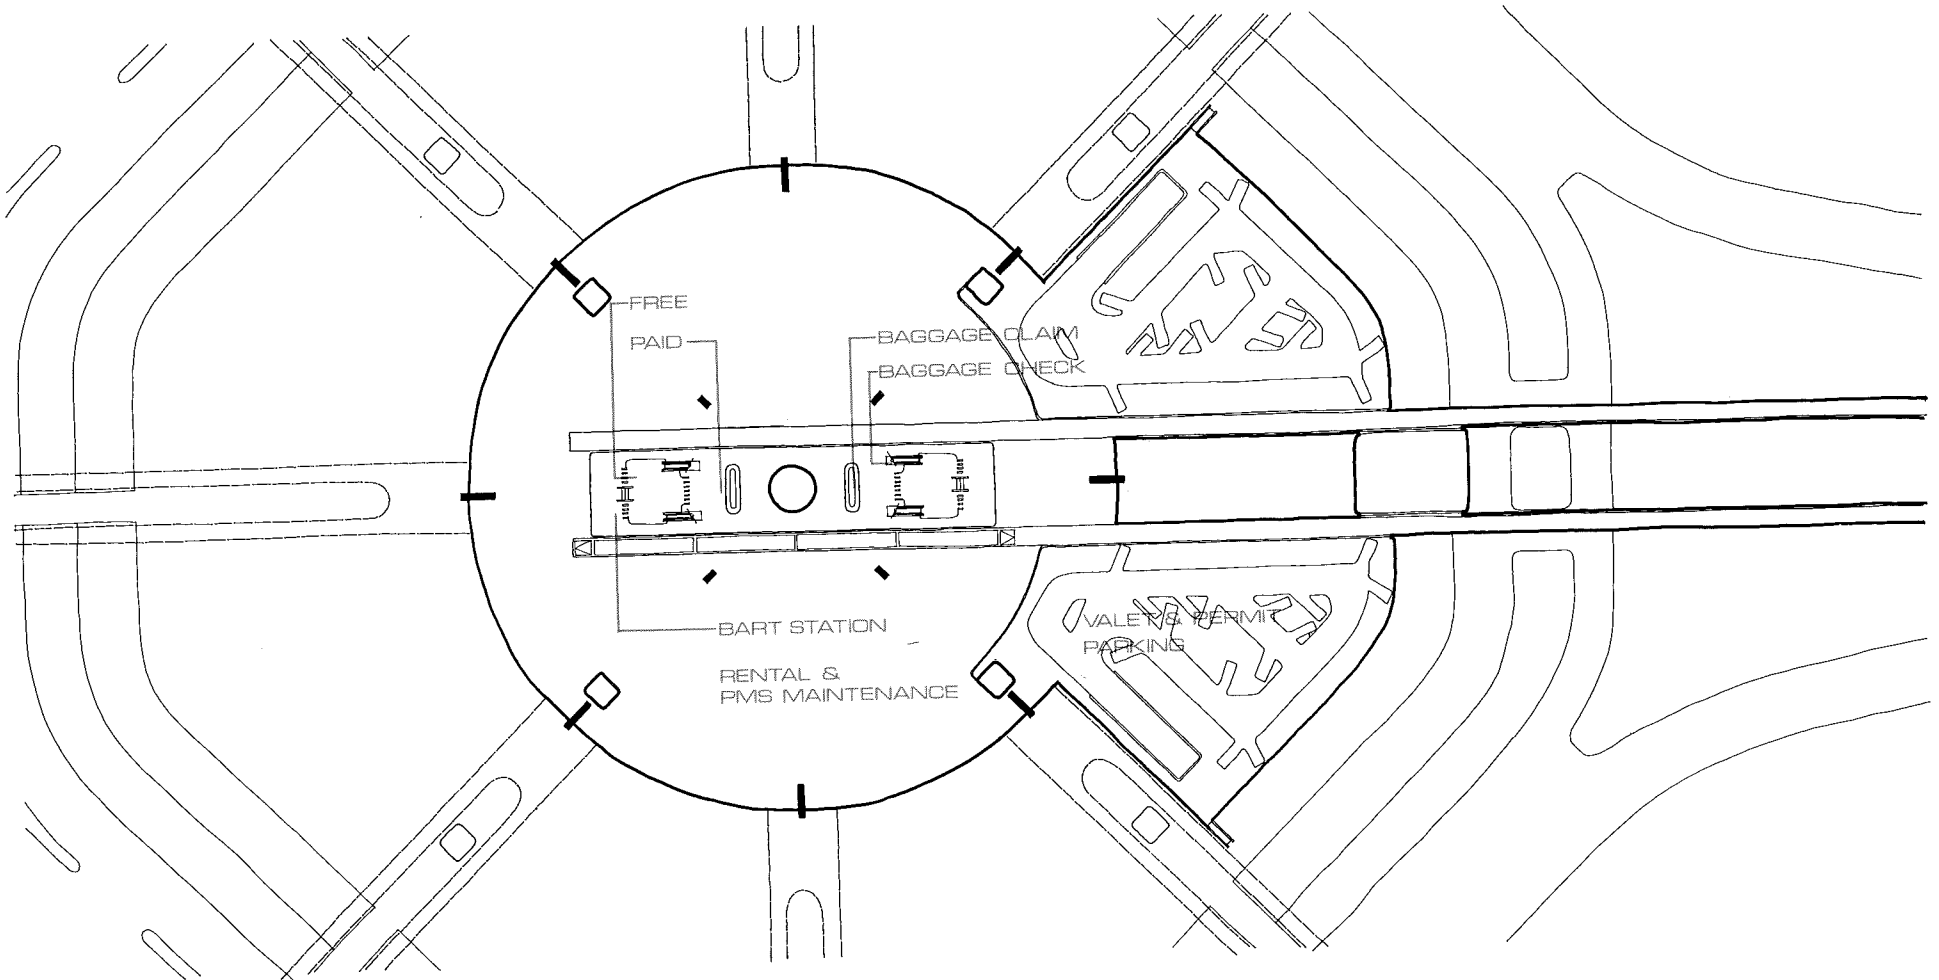 FREE
PAID
BAGGAGE CLAIM
BAGGAGE CHECK
BART STATION
RENTAL &
PMS MAINTENANCE
VALET & PERMIT
PARKING